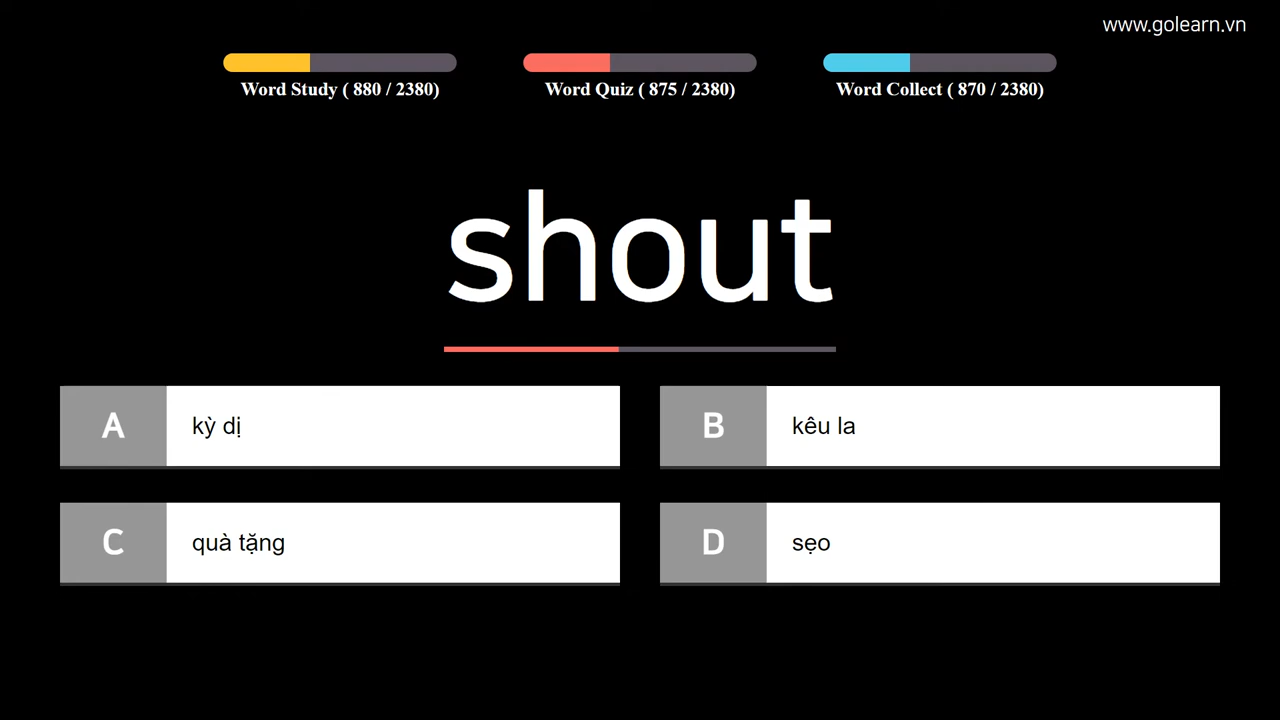 www.golearn.vn
Word Study ( 880 / 2380)
Word Quiz ( 875 / 2380)
Word Collect ( 870 / 2380)
shout
A kỳ dị
B kêu la
C quà tặng
D sẹo